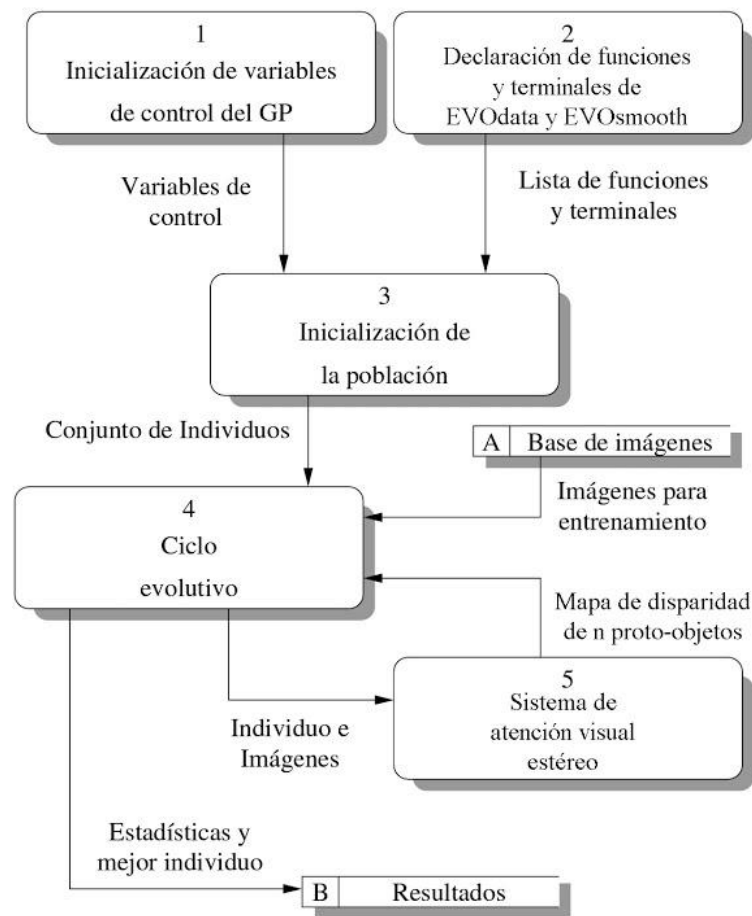 1
Inicialización de variables
de control del GP
2
Declaración de funciones
y terminales de
EVOdata y EVOsmooth
Variables de
control
Lista de funciones
y terminales
3
Inicialización de
la población
Conjunto de Individuos
A Base de imágenes
Imágenes para
entrenamiento
4
Ciclo
evolutivo
Mapa de disparidad
de n proto-objetos
5
Sistema de
atención visual
estéreo
Individuo e
Imágenes
Estadísticas y
mejor individuo
B Resultados